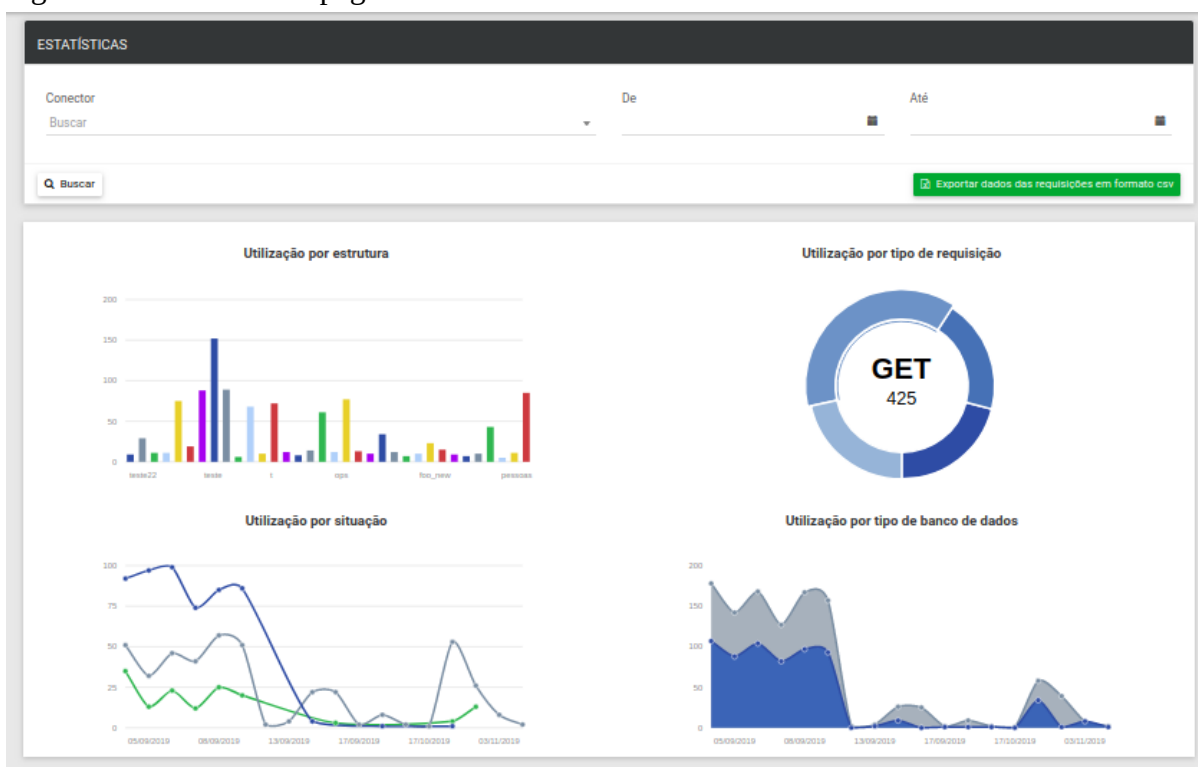 ESTATÍSTICAS
Conector De Até
Buscar
Buscar Exportar dados das requisições em formato csv
Utilização por estrutura
200
150
100
50
0
teste22 teste t ops foo_new pessoas
Utilização por tipo de requisição
GET
425
Utilização por situação
100
75
50
25
0
05/09/2019 08/09/2019 13/09/2019 17/09/2019 17/10/2019 03/11/2019
Utilização por tipo de banco de dados
200
150
100
50
0
05/09/2019 08/09/2019 13/09/2019 17/09/2019 17/10/2019 03/11/2019